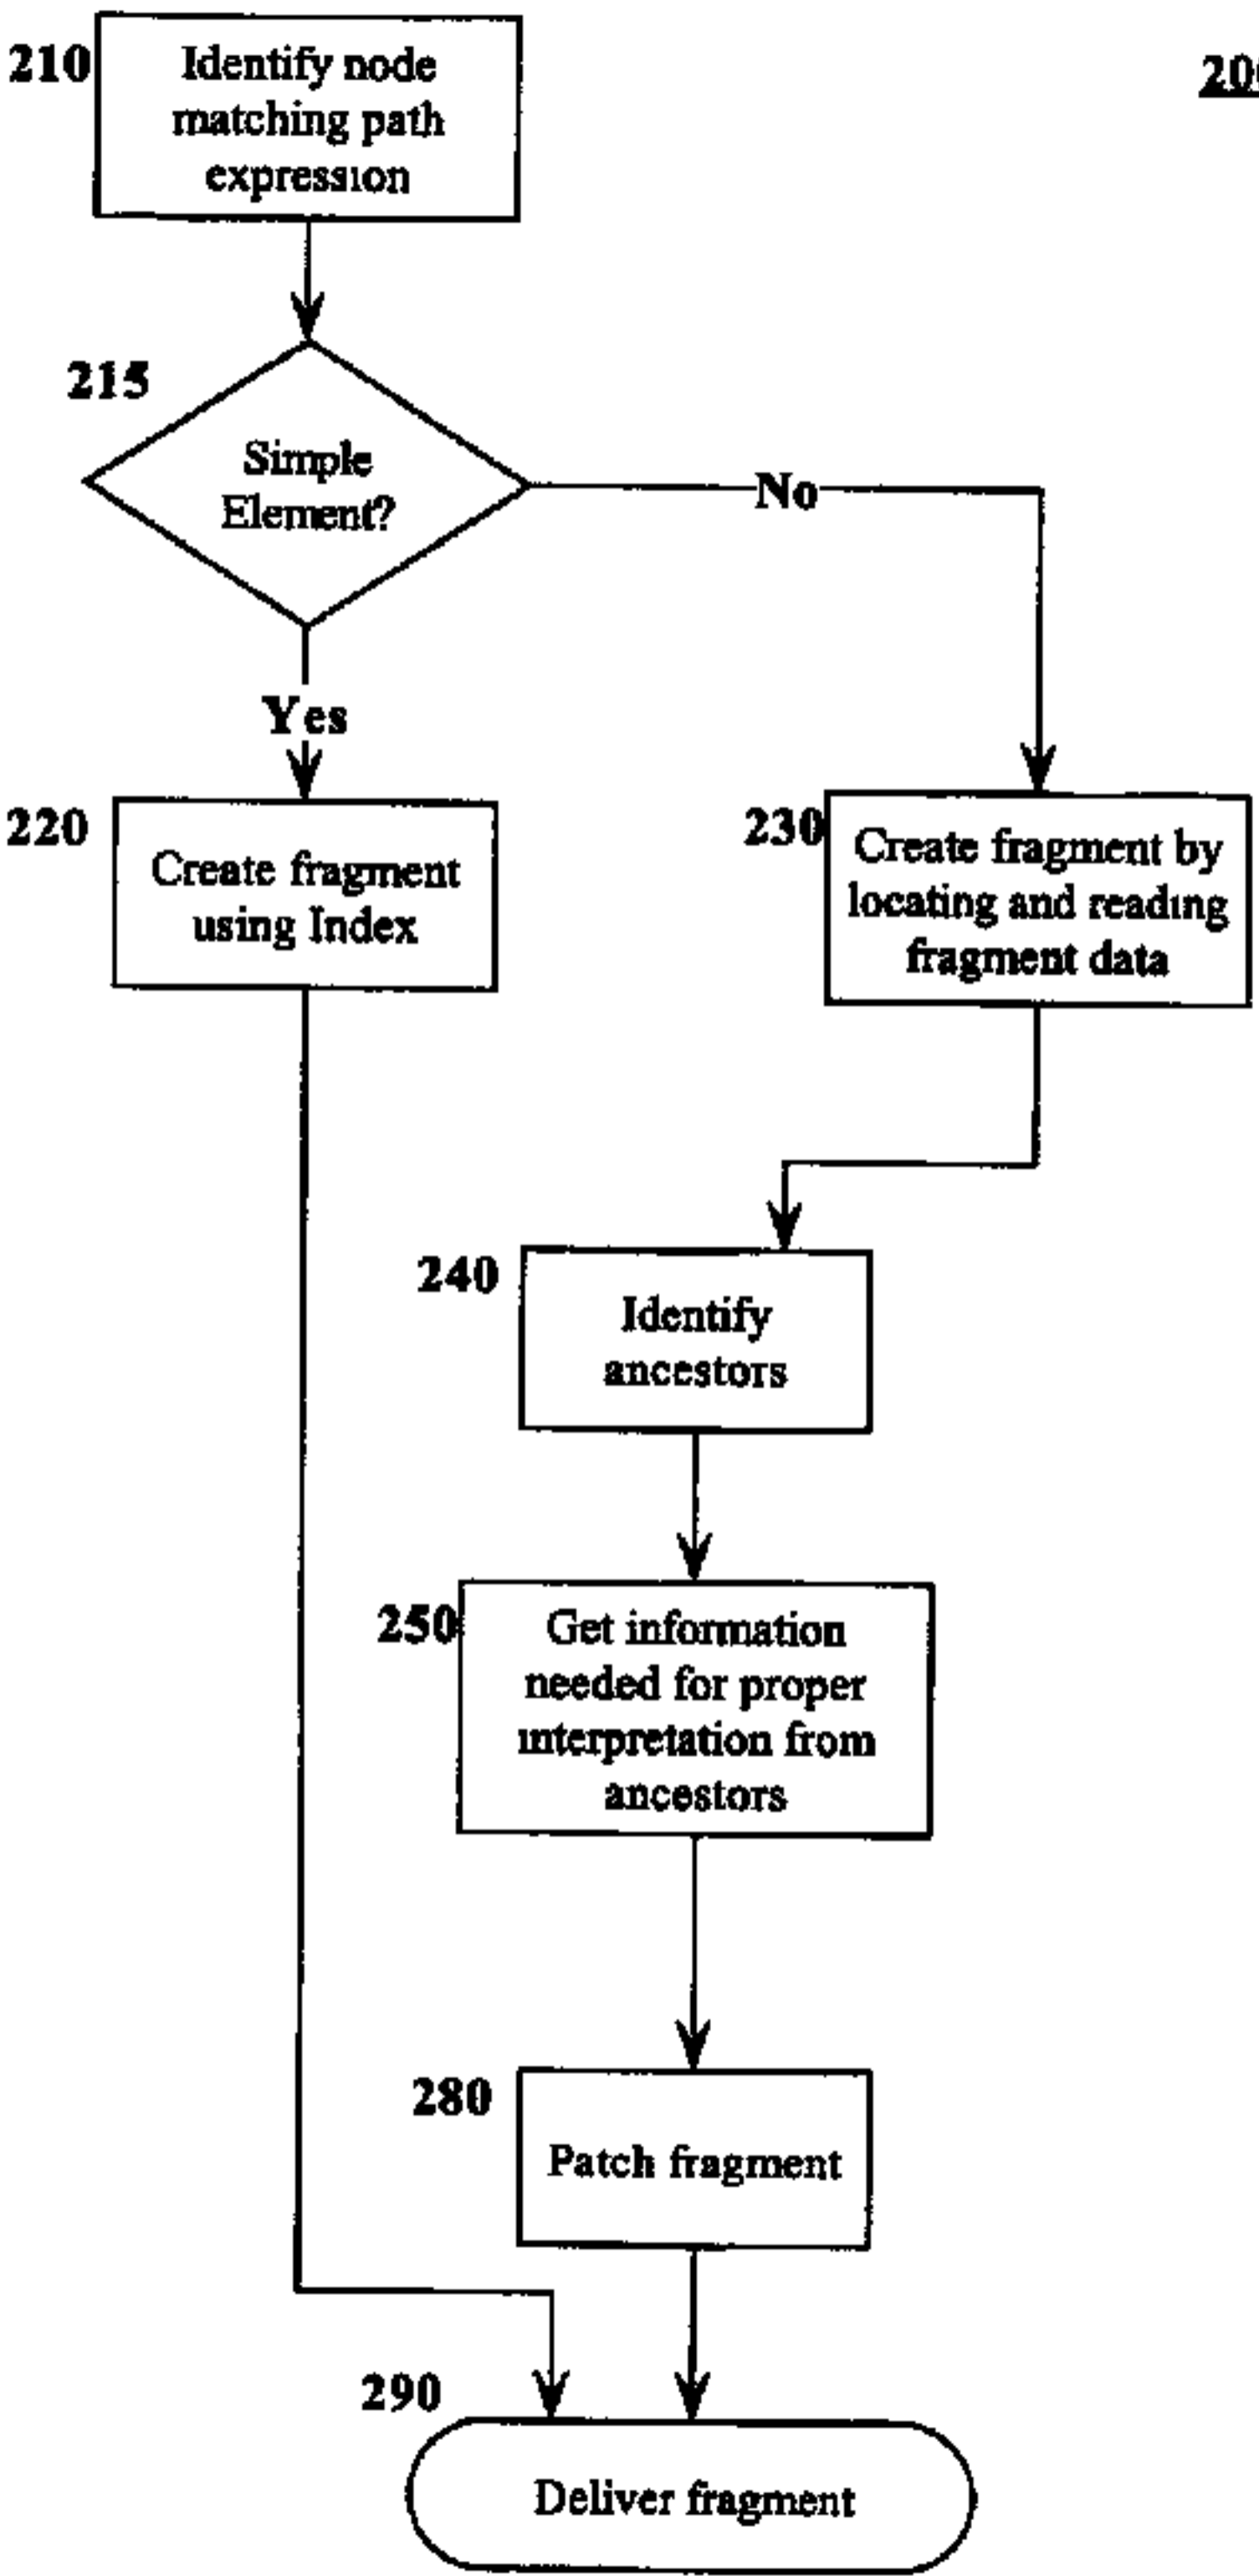 210
Identify node
matching path
expression
215
Simple
Element?
No
Yes
220
Create fragment
using Index
230
Create fragment by
locating and reading
fragment data
240
Identify
ancestors
250
Get information
needed for proper
interpretation from
ancestors
280
Patch fragment
290
Deliver fragment